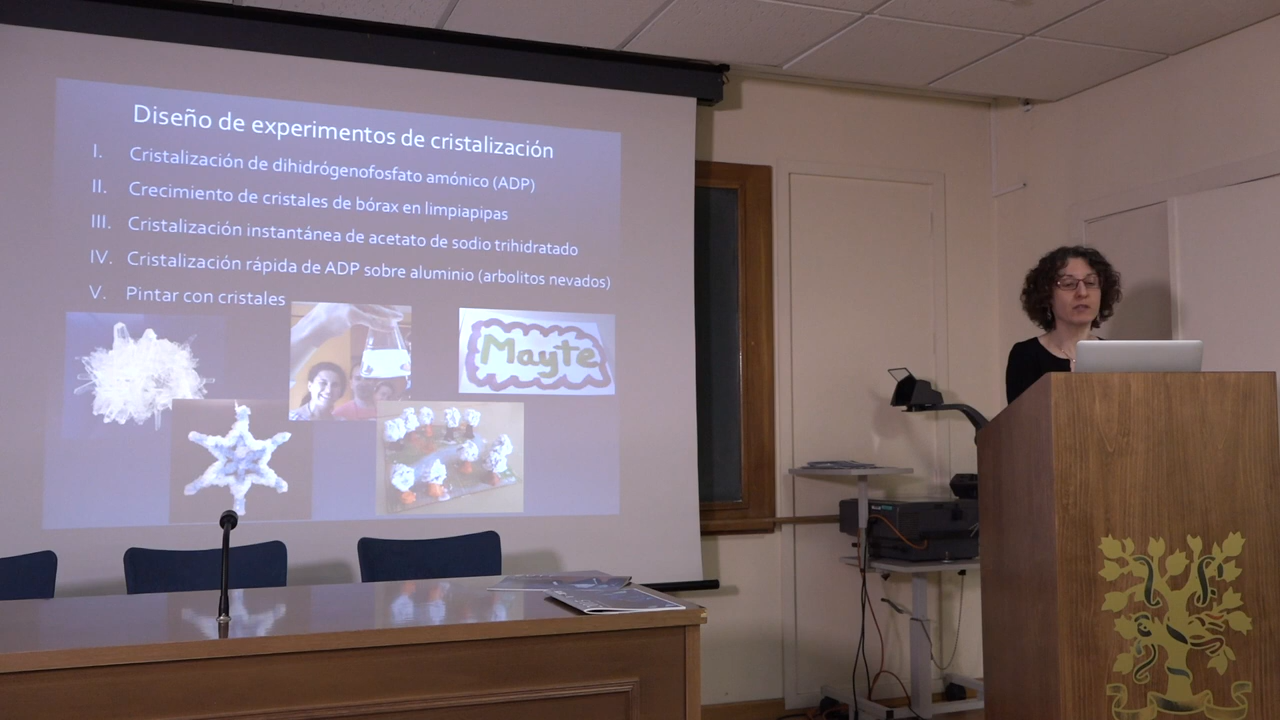 Diseño de experimentos de cristalización
I. Cristalización de dihidrógenofosfato amónico (ADP)
II. Crecimiento de cristales de bórax en limpiapipas
III. Cristalización instantánea de acetato de sodio trihidratado
IV. Cristalización rápida de ADP sobre aluminio (arbolitos nevados)
V. Pintar con cristales
Mayte